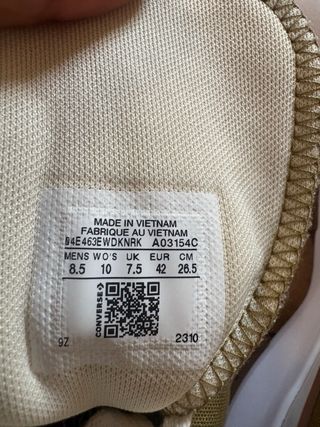 MADE IN VIETNAM
FABRIQUE AU VIETNAM
D4E463EWDKNRK A03154C
MENS WO'S UK EUR CM
8.5 10 7.5 42 26.5
CONVERSE
9Z 2310